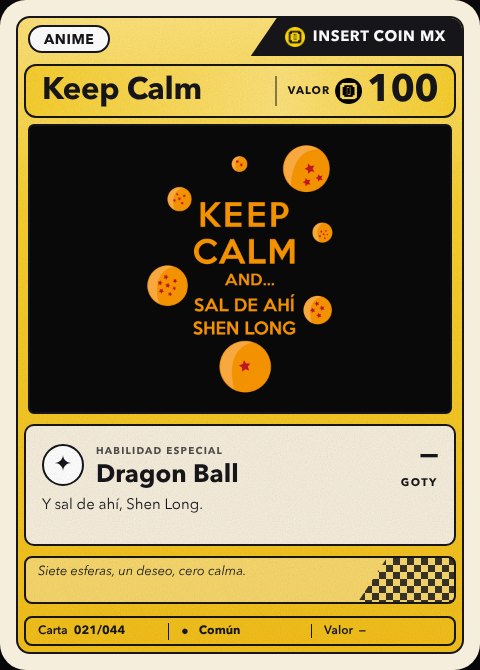 ANIME
INSERT COIN MX
Keep Calm
VALOR 100
KEEP
CALM
AND...
SAL DE AHÍ
SHEN LONG
HABILIDAD ESPECIAL
Dragon Ball
–
GOTY
Y sal de ahí, Shen Long.
Siete esferas, un deseo, cero calma.
Carta 021/044 ● Común Valor –